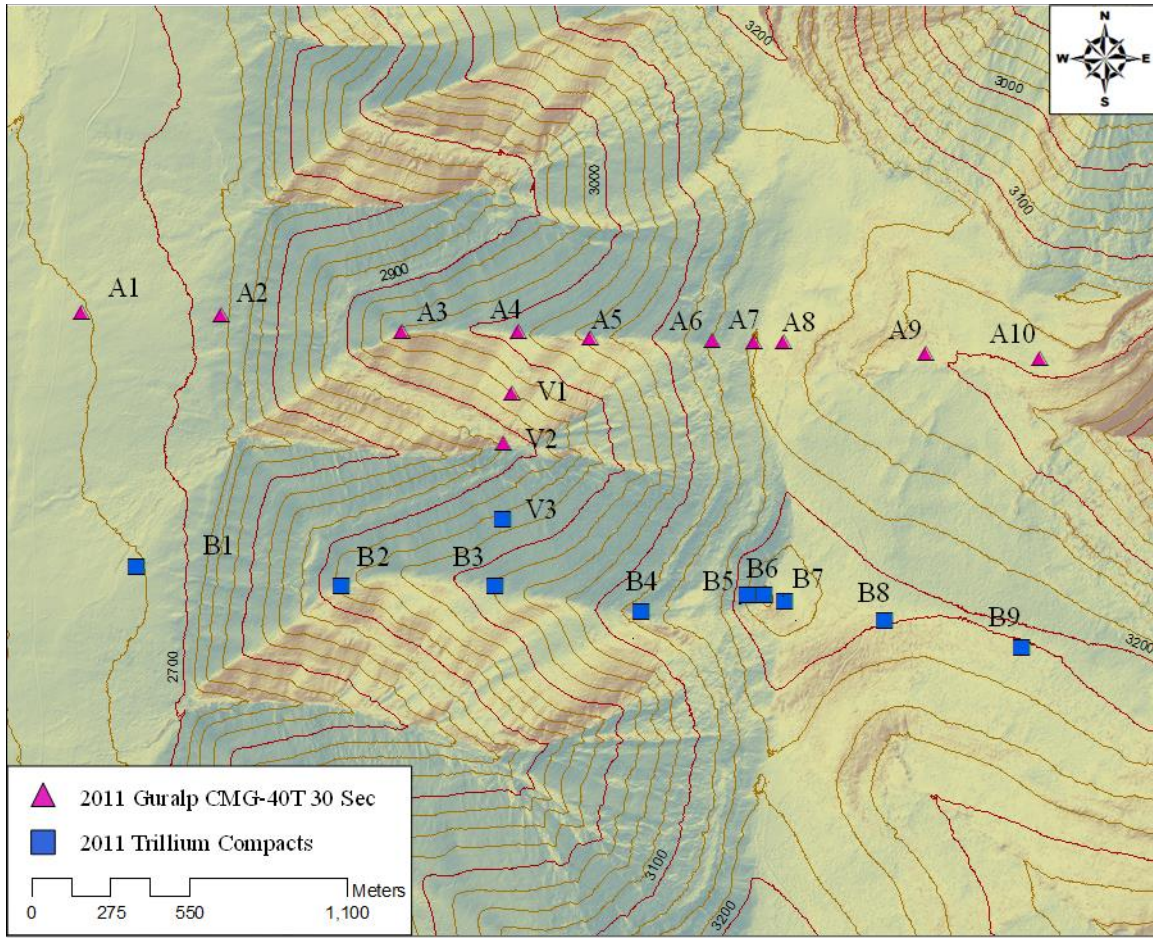 3200
N
W E
S
3000
3000
3100
2900
A1
A2
A3
A4
A5
A6
A7
A8
A9
A10
V1
V2
V3
B1
B2
B3
B4
B5
B6
B7
B8
B9
3200
2700
3100
3200
2011 Guralp CMG-40T 30 Sec
2011 Trillium Compacts
Meters
0 275 550 1,100